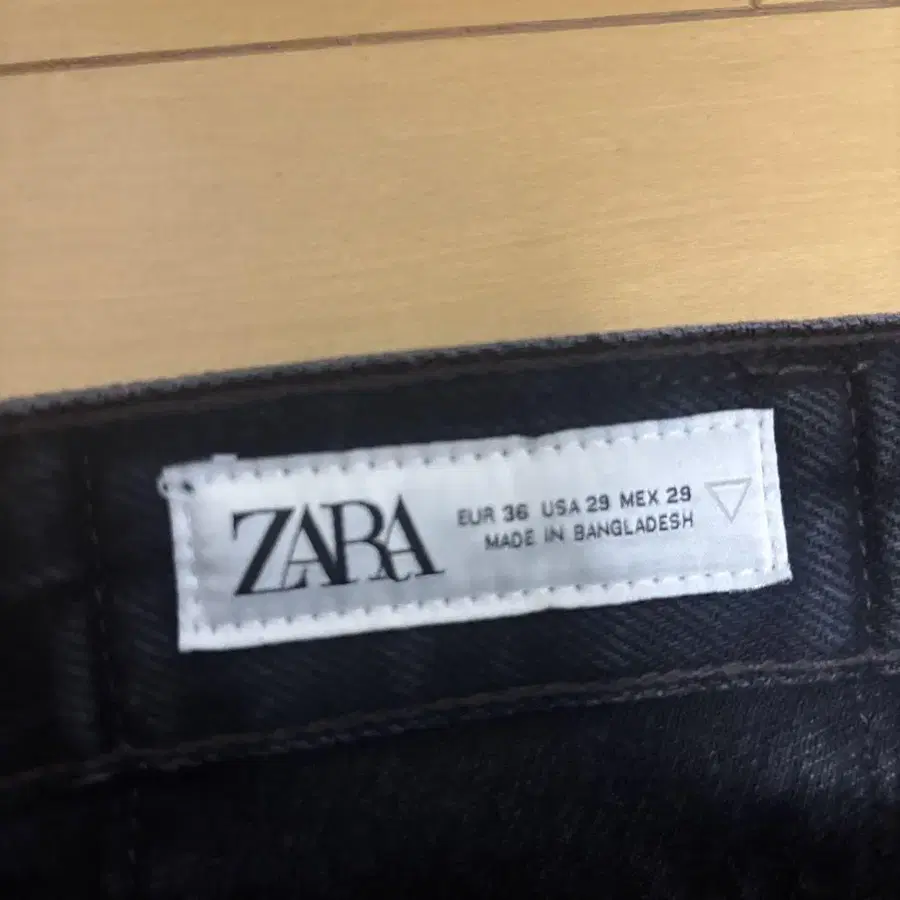 ZARA
EUR 36 USA 29 MEX 29
MADE IN BANGLADESH